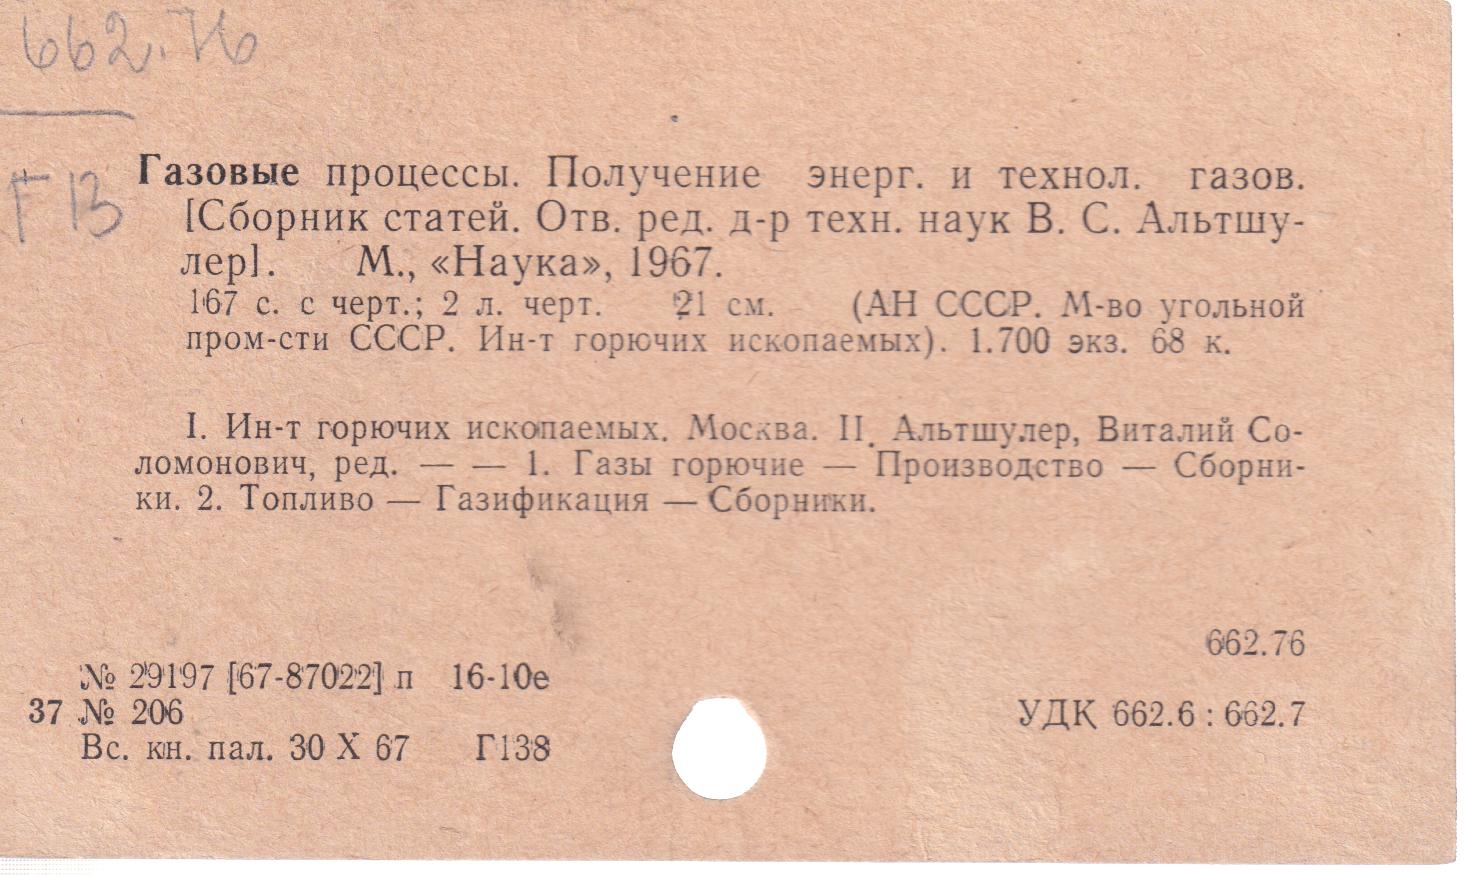 662.76
Г13
Газовые процессы. Получение энерг. и технол. газов.
[Сборник статей. Отв. ред. д-р техн. наук В. С. Альтшу-
лер]. М., «Наука», 1967.
167 с. с черт.; 2 л. черт. 21 см. (АН СССР. М-во угольной
пром-сти СССР. Ин-т горючих ископаемых). 1.700 экз. 68 к.
I. Ин-т горючих ископаемых. Москва. II. Альтшулер, Виталий Со-
ломонович, ред. — — 1. Газы горючие — Производство — Сборни-
ки. 2. Топливо — Газификация — Сборники.
662.76
№ 29197 [67-87022] п 16-10е
37 № 206
УДК 662.6 : 662.7
Вс. кн. пал. 30 X 67 Г138